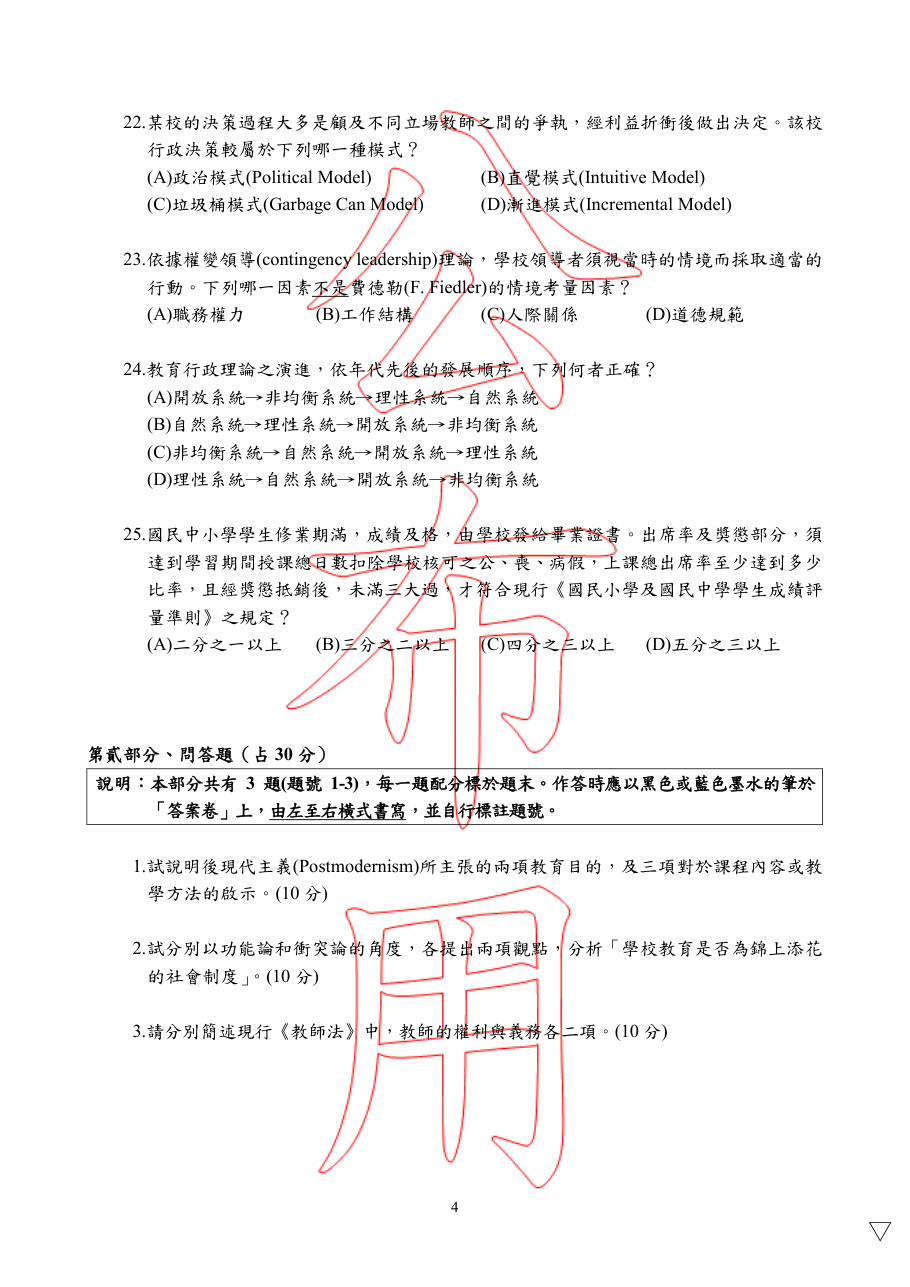 22.某校的決策過程大多是顧及不同立場教師之間的爭執，經利益折衝後做出決定。該校
行政決策較屬於下列哪一種模式？
(A)政治模式(Political Model) (B)直覺模式(Intuitive Model)
(C)垃圾桶模式(Garbage Can Model) (D)漸進模式(Incremental Model)
23.依據權變領導(contingency leadership)理論，學校領導者須視當時的情境而採取適當的
行動。下列哪一因素不是費德勒(F. Fiedler)的情境考量因素？
(A)職務權力 (B)工作結構 (C)人際關係 (D)道德規範
24.教育行政理論之演進，依年代先後的發展順序，下列何者正確？
(A)開放系統→非均衡系統→理性系統→自然系統
(B)自然系統→理性系統→開放系統→非均衡系統
(C)非均衡系統→自然系統→開放系統→理性系統
(D)理性系統→自然系統→開放系統→非均衡系統
25.國民中小學學生修業期滿，成績及格，由學校發給畢業證書。出席率及獎懲部分，須
達到學習期間授課總日數扣除學校核可之公、喪、病假，上課總出席率至少達到多少
比率，且經獎懲抵銷後，未滿三大過，才符合現行《國民小學及國民中學學生成績評
量準則》之規定？
(A)二分之一以上 (B)三分之二以上 (C)四分之三以上 (D)五分之三以上
第貳部分、問答題（占 30 分）
說明：本部分共有 3 題(題號 1-3)，每一題配分標於題末。作答時應以黑色或藍色墨水的筆於
「答案卷」上，由左至右橫式書寫，並自行標註題號。
1.試說明後現代主義(Postmodernism)所主張的兩項教育目的，及三項對於課程內容或教
學方法的啟示。(10 分)
2.試分別以功能論和衝突論的角度，各提出兩項觀點，分析「學校教育是否為錦上添花
的社會制度」。(10 分)
3.請分別簡述現行《教師法》中，教師的權利與義務各二項。(10 分)
公布用
4